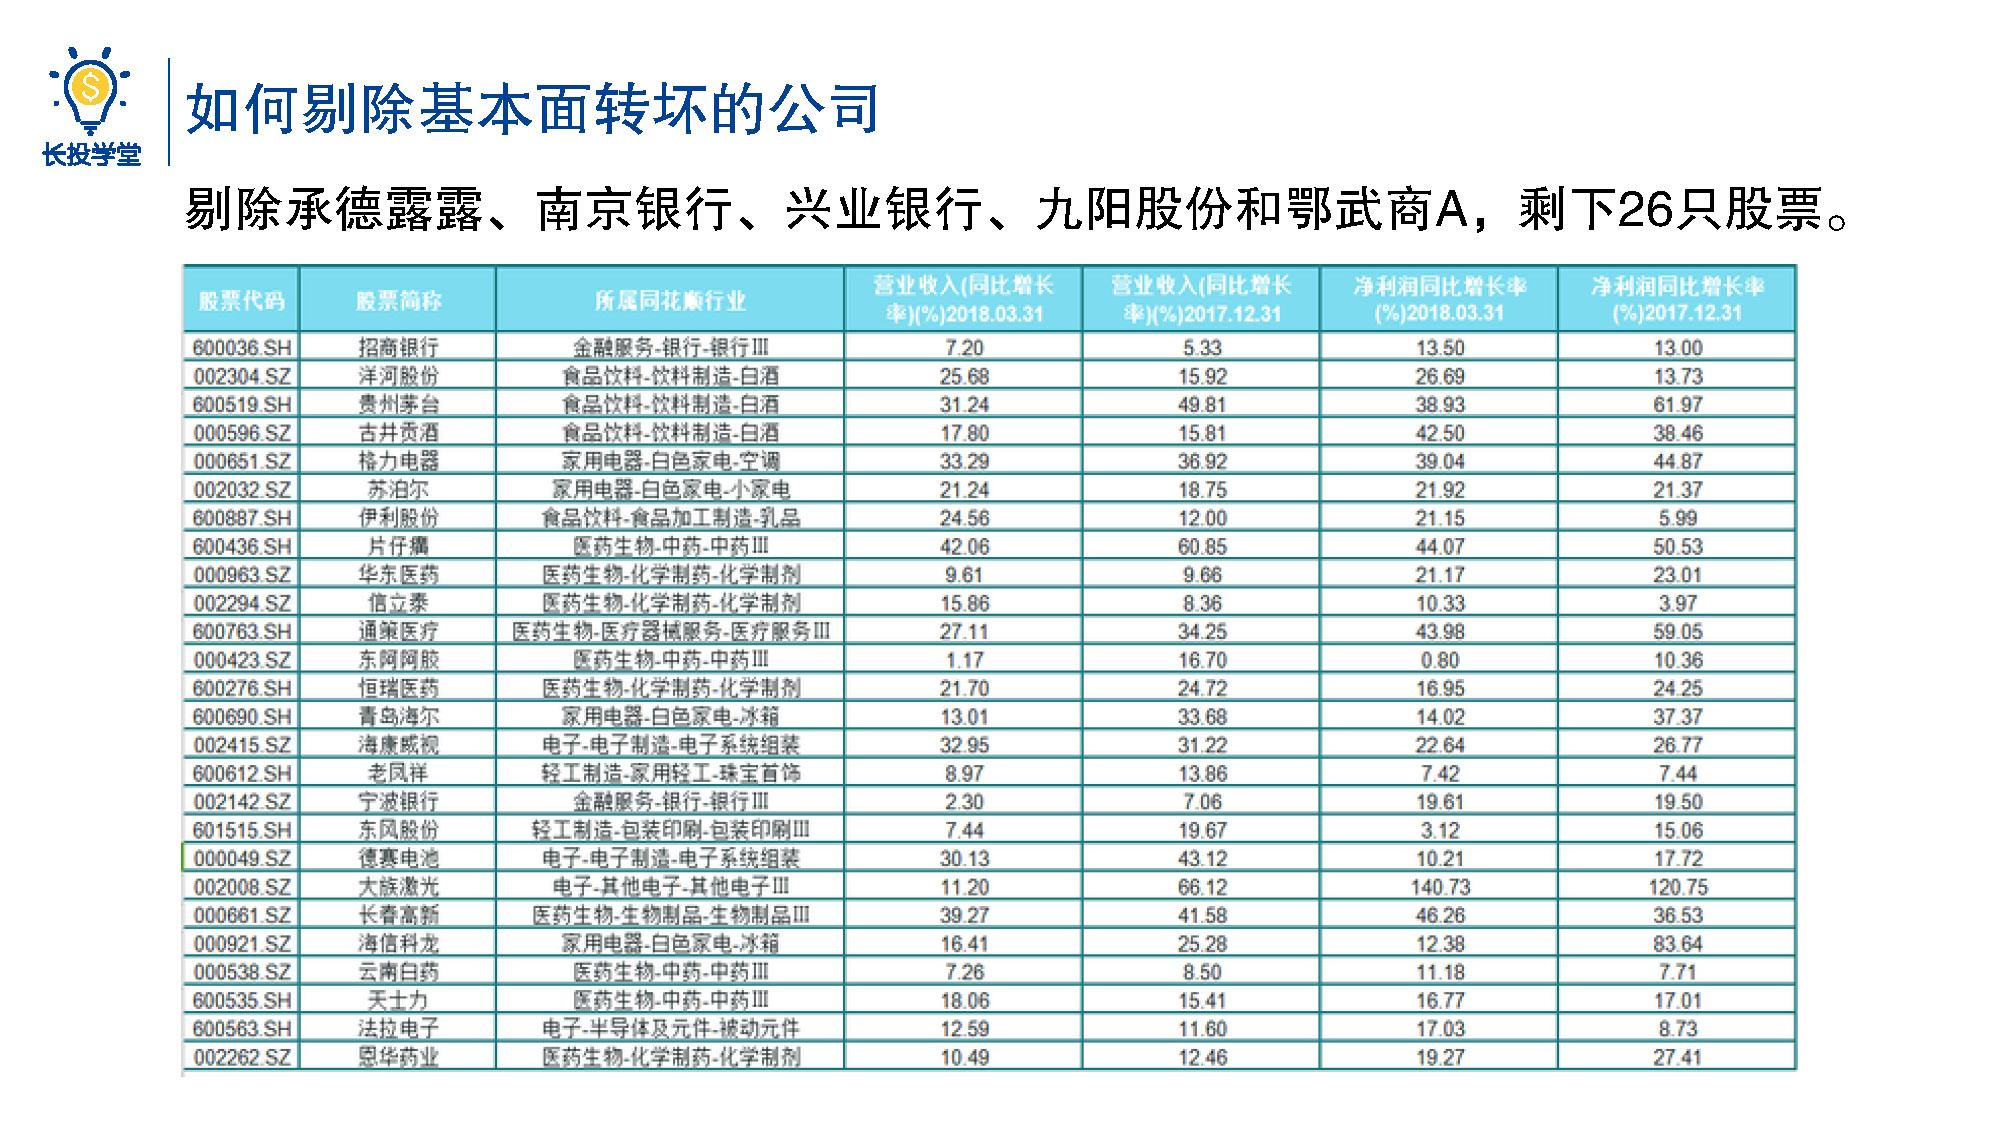 长投学堂
如何剔除基本面转坏的公司
剔除承德露露、南京银行、兴业银行、九阳股份和鄂武商A，剩下26只股票。
股票代码 股票简称 所属同花顺行业 营业收入(同比增长率)(%)2018.03.31 营业收入(同比增长率)(%)2017.12.31 净利润同比增长率(%)2018.03.31 净利润同比增长率(%)2017.12.31
600036.SH 招商银行 金融服务-银行-银行Ⅲ 7.20 5.33 13.50 13.00
002304.SZ 洋河股份 食品饮料-饮料制造-白酒 25.68 15.92 26.69 13.73
600519.SH 贵州茅台 食品饮料-饮料制造-白酒 31.24 49.81 38.93 61.97
000596.SZ 古井贡酒 食品饮料-饮料制造-白酒 17.80 15.81 42.50 38.46
000651.SZ 格力电器 家用电器-白色家电-空调 33.29 36.92 39.04 44.87
002032.SZ 苏泊尔 家用电器-白色家电-小家电 21.24 18.75 21.92 21.37
600887.SH 伊利股份 食品饮料-食品加工制造-乳品 24.56 12.00 21.15 5.99
600436.SH 片仔癀 医药生物-中药-中药Ⅲ 42.06 60.85 44.07 50.53
000963.SZ 华东医药 医药生物-化学制药-化学制剂 9.61 9.66 21.17 23.01
002294.SZ 信立泰 医药生物-化学制药-化学制剂 15.86 8.36 10.33 3.97
600763.SH 通策医疗 医药生物-医疗器械服务-医疗服务Ⅲ 27.11 34.25 43.98 59.05
000423.SZ 东阿阿胶 医药生物-中药-中药Ⅲ 1.17 16.70 0.80 10.36
600276.SH 恒瑞医药 医药生物-化学制药-化学制剂 21.70 24.72 16.95 24.25
600690.SH 青岛海尔 家用电器-白色家电-冰箱 13.01 33.68 14.02 37.37
002415.SZ 海康威视 电子-电子制造-电子系统组装 32.95 31.22 22.64 26.77
600612.SH 老凤祥 轻工制造-家用轻工-珠宝首饰 8.97 13.86 7.42 7.44
002142.SZ 宁波银行 金融服务-银行-银行Ⅲ 2.30 7.06 19.61 19.50
601515.SH 东风股份 轻工制造-包装印刷-包装印刷Ⅲ 7.44 19.67 3.12 15.06
000049.SZ 德赛电池 电子-电子制造-电子系统组装 30.13 43.12 10.21 17.72
002008.SZ 大族激光 电子-其他电子-其他电子Ⅲ 11.20 66.12 140.73 120.75
000661.SZ 长春高新 医药生物-生物制品-生物制品Ⅲ 39.27 41.58 46.26 36.53
000921.SZ 海信科龙 家用电器-白色家电-冰箱 16.41 25.28 12.38 83.64
000538.SZ 云南白药 医药生物-中药-中药Ⅲ 7.26 8.50 11.18 7.71
600535.SH 天士力 医药生物-中药-中药Ⅲ 18.06 15.41 16.77 17.01
600563.SH 法拉电子 电子-半导体及元件-被动元件 12.59 11.60 17.03 8.73
002262.SZ 恩华药业 医药生物-化学制药-化学制剂 10.49 12.46 19.27 27.41